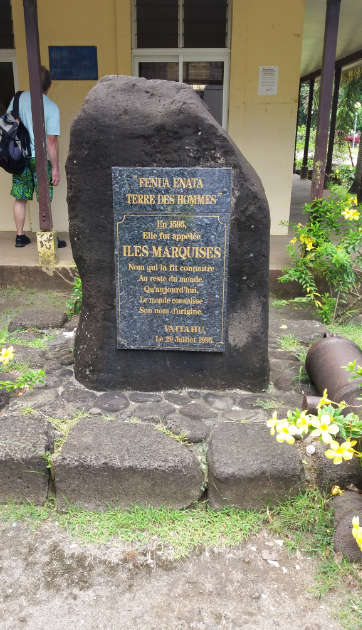 "FENUA ENATA
TERRE DES HOMMES"
En 1595,
Elle fut appelée
ILES MARQUISES
Nom qui la fit connaître
Au reste du monde.
Qu'aujourd'hui,
Le monde connaisse
Son nom d'origine.
VAITAHU,
Le 29 Juillet 1995.